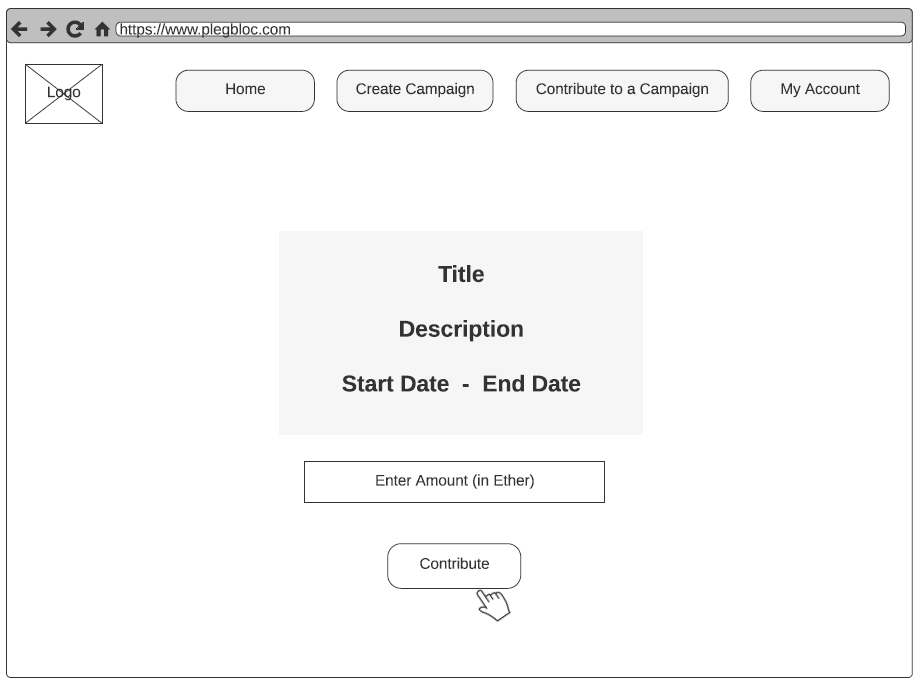 https://www.plegbloc.com
Logo
Home
Create Campaign
Contribute to a Campaign
My Account
Title
Description
Start Date - End Date
Enter Amount (in Ether)
Contribute